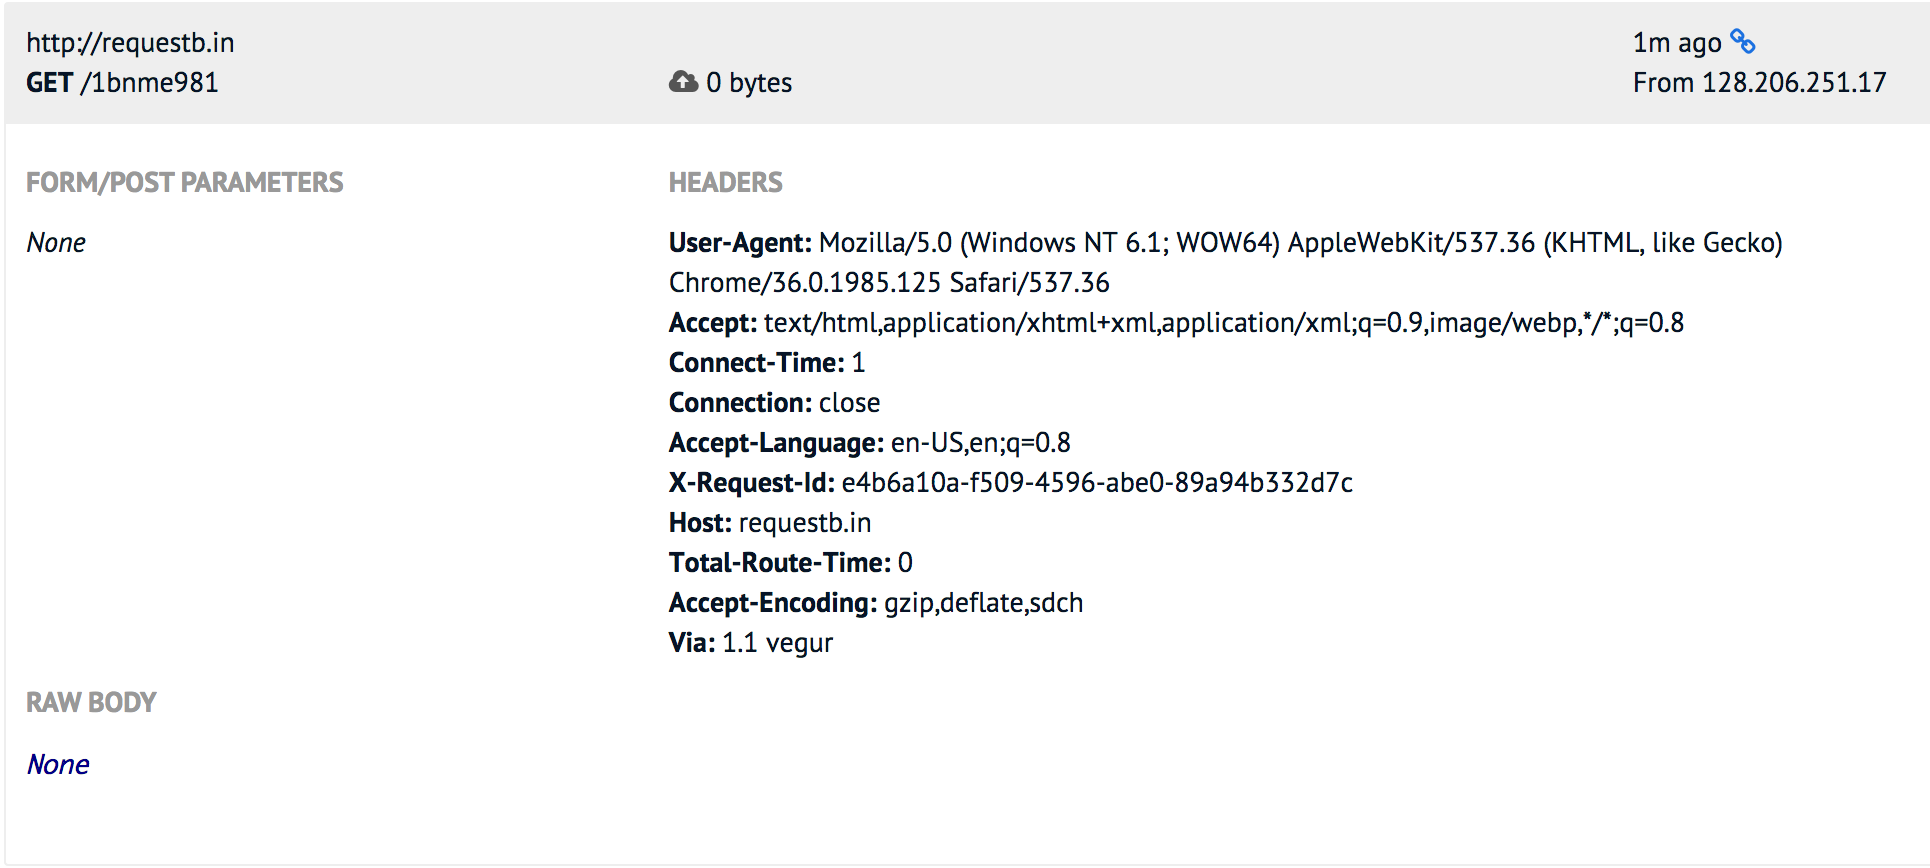 http://requestb.in
GET /1bnme981
0 bytes
1m ago
From 128.206.251.17
FORM/POST PARAMETERS
None
HEADERS
User-Agent: Mozilla/5.0 (Windows NT 6.1; WOW64) AppleWebKit/537.36 (KHTML, like Gecko)
Chrome/36.0.1985.125 Safari/537.36
Accept: text/html,application/xhtml+xml,application/xml;q=0.9,image/webp,*/*;q=0.8
Connect-Time: 1
Connection: close
Accept-Language: en-US,en;q=0.8
X-Request-Id: e4b6a10a-f509-4596-abe0-89a94b332d7c
Host: requestb.in
Total-Route-Time: 0
Accept-Encoding: gzip,deflate,sdch
Via: 1.1 vegur
RAW BODY
None